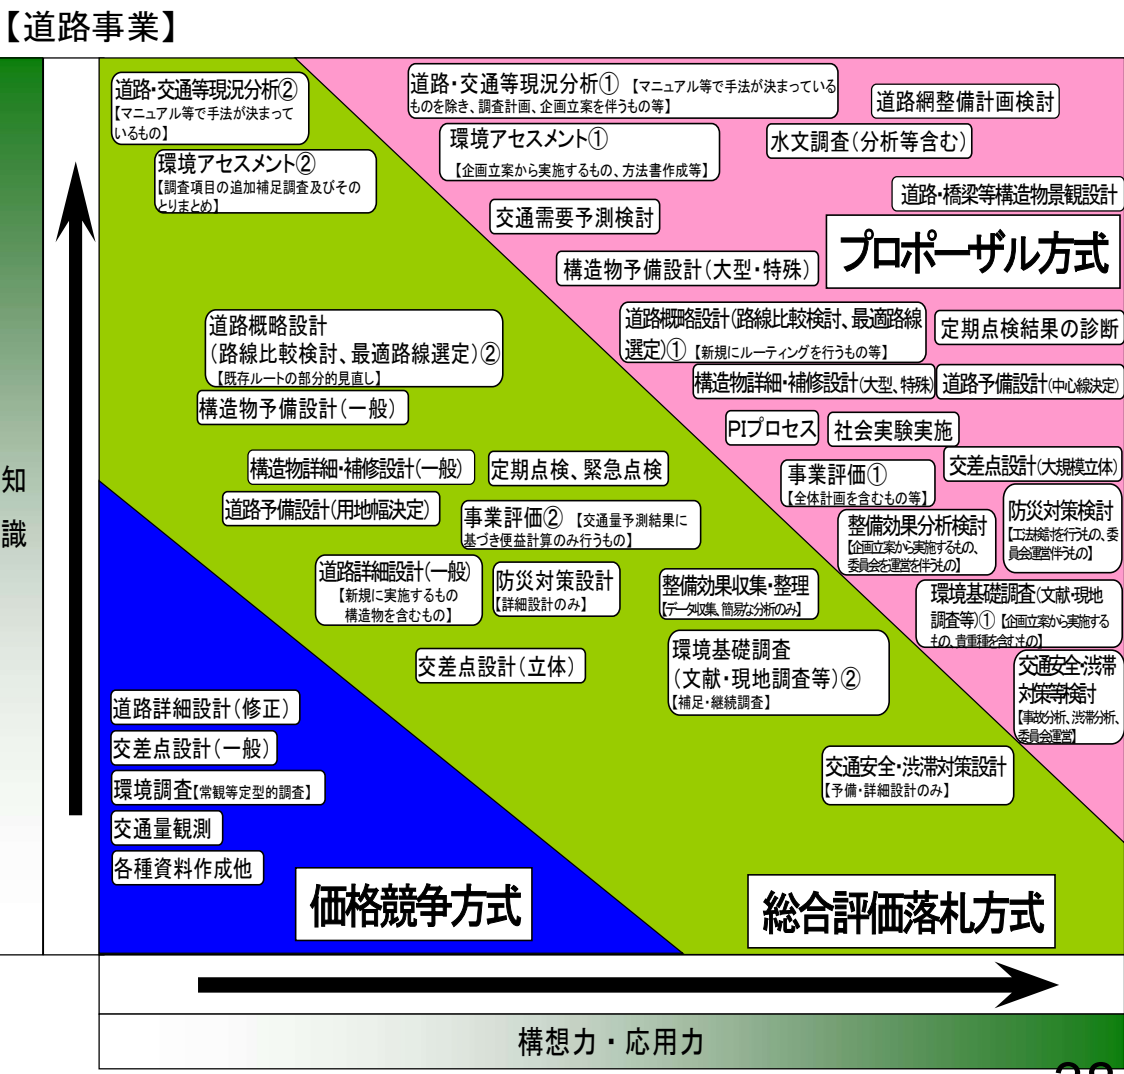 【道路事業】
道路・交通等現況分析②
【マニュアル等で手法が決まって
いるもの】
道路・交通等現況分析①【マニュアル等で手法が決まっている
ものを除き、調査計画、企画立案を伴うもの等】
道路網整備計画検討
環境アセスメント①
【企画立案から実施するもの、方法書作成等】
水文調査(分析等含む)
環境アセスメント②
【調査項目の追加補足調査及びその
とりまとめ】
道路・橋梁等構造物景観設計
交通需要予測検討
プロポーザル方式
構造物予備設計(大型・特殊)
道路概略設計
(路線比較検討、最適路線選定)②
【既存ルートの部分的見直し】
道路概略設計(路線比較検討、最適路線
選定)①【新規にルーティングを行うもの等】
定期点検結果の診断
構造物詳細・補修設計(大型、特殊)
道路予備設計(中心線決定)
構造物予備設計(一般)
PIプロセス
社会実験実施
構造物詳細・補修設計(一般)
定期点検、緊急点検
事業評価①
【全体計画を含むもの等】
交差点設計(大規模立体)
道路予備設計(用地幅決定)
事業評価②【交通量予測結果に
基づき便益計算のみ行うもの】
整備効果分析検討
【企画立案から実施するもの、
委員会を運営を伴うもの】
防災対策検討
【工法検討を行うもの、委
員会運営伴うもの】
道路詳細設計(一般)
【新規に実施するもの
構造物を含むもの】
防災対策設計
【詳細設計のみ】
整備効果収集・整理
【データ収集、簡易な分析のみ】
環境基礎調査(文献・現地
調査等)①【企画立案から実施する
もの、貴重種を含むもの】
交差点設計(立体)
環境基礎調査
(文献・現地調査等)②
【補足・継続調査】
交通安全・渋滞
対策等検討
【事故分析、渋滞分析、
委員会運営】
道路詳細設計(修正)
交差点設計(一般)
環境調査【常観等定型的調査】
交通量観測
各種資料作成他
交通安全・渋滞対策設計
【予備・詳細設計のみ】
価格競争方式
総合評価落札方式
知
識
構想力・応用力